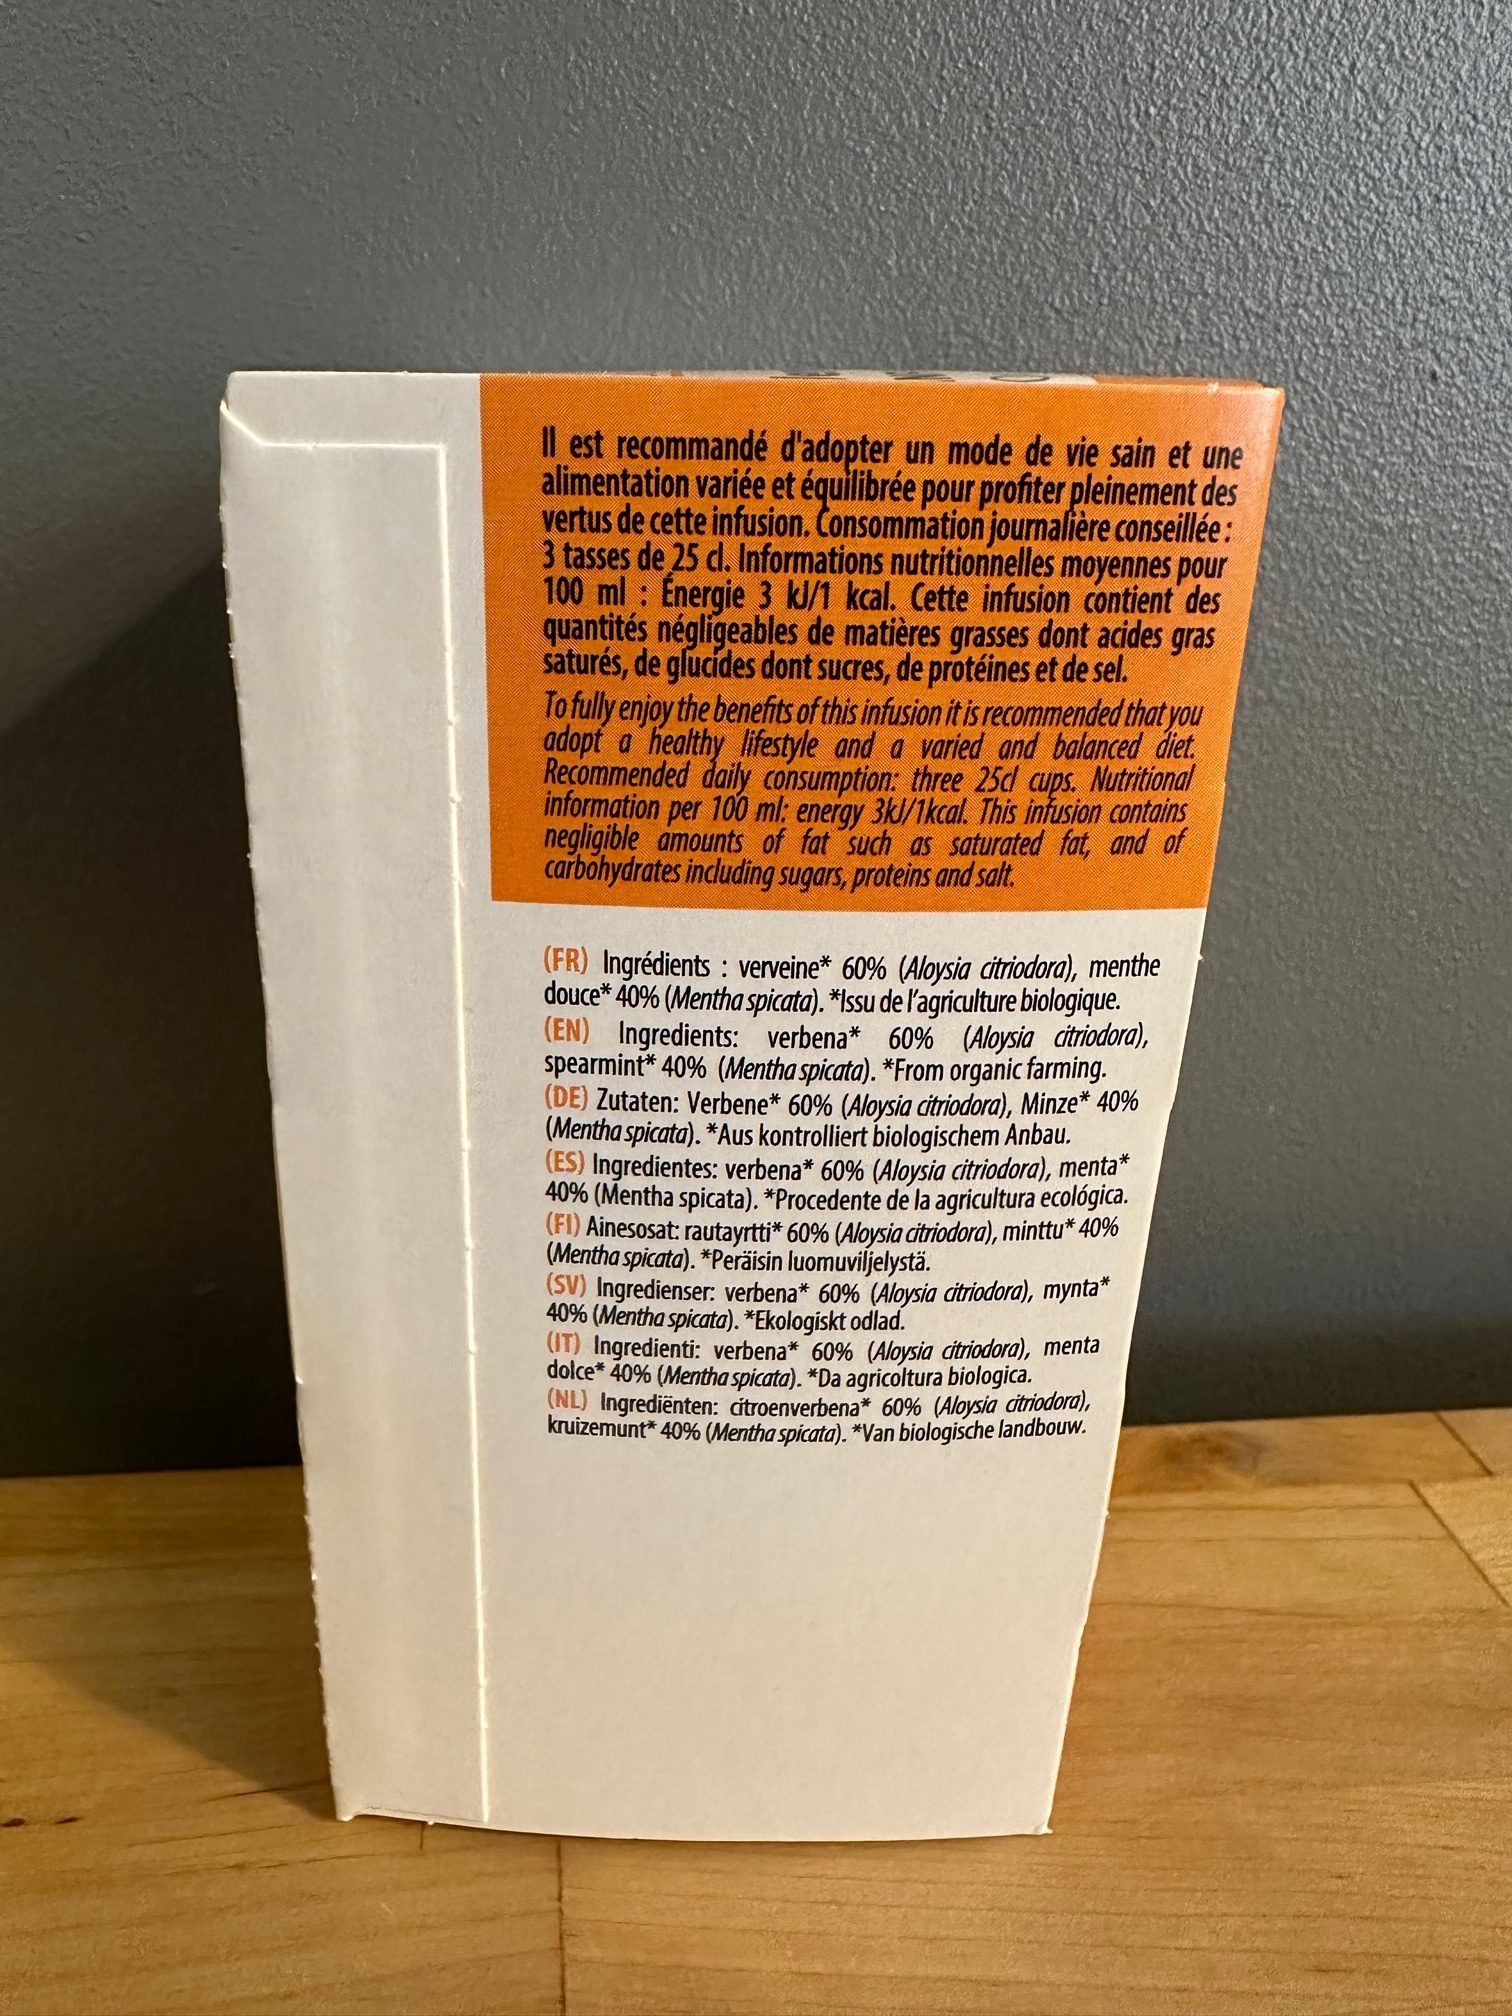 Il est recommandé d'adopter un mode de vie sain et une
alimentation variée et équilibrée pour profiter pleinement des
vertus de cette infusion. Consommation journalière conseillée :
3 tasses de 25 cl. Informations nutritionnelles moyennes pour
100 ml : Énergie 3 kJ/1 kcal. Cette infusion contient des
quantités négligeables de matières grasses dont acides gras
saturés, de glucides dont sucres, de protéines et de sel.
To fully enjoy the benefits of this infusion it is recommended that you
adopt a healthy lifestyle and a varied and balanced diet.
Recommended daily consumption: three 25cl cups. Nutritional
information per 100 ml: energy 3kJ/1kcal. This infusion contains
negligible amounts of fat such as saturated fat, and of
carbohydrates including sugars, proteins and salt.
(FR) Ingrédients : verveine* 60% (Aloysia citriodora), menthe
douce* 40% (Mentha spicata). *Issu de l'agriculture biologique.
(EN) Ingredients: verbena* 60% (Aloysia citriodora),
spearmint* 40% (Mentha spicata). *From organic farming.
(DE) Zutaten: Verbene* 60% (Aloysia citriodora), Minze* 40%
(Mentha spicata). *Aus kontrolliert biologischem Anbau.
(ES) Ingredientes: verbena* 60% (Aloysia citriodora), menta*
40% (Mentha spicata). *Procedente de la agricultura ecológica.
(FI) Ainesosat: rautayrtti* 60% (Aloysia citriodora), minttu* 40%
(Mentha spicata). *Peräisin luomuviljelystä.
(SV) Ingredienser: verbena* 60% (Aloysia citriodora), mynta*
40% (Mentha spicata). *Ekologiskt odlad.
(IT) Ingredienti: verbena* 60% (Aloysia citriodora), menta
dolce* 40% (Mentha spicata). *Da agricoltura biologica.
(NL) Ingrediënten: citroenverbena* 60% (Aloysia citriodora),
kruizemunt* 40% (Mentha spicata). *Van biologische landbouw.